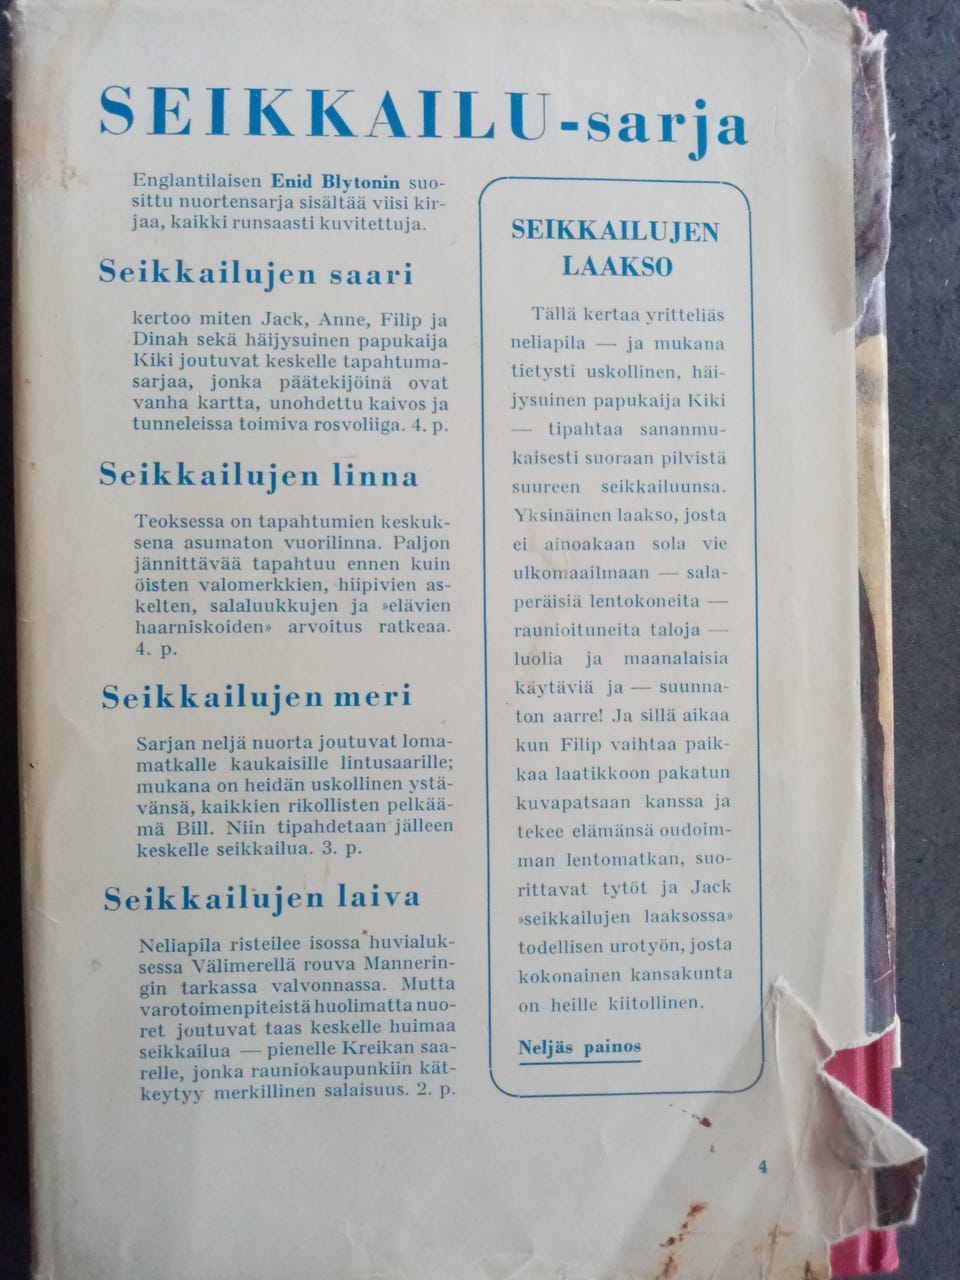 SEIKKAILU-sarja
Englantilaisen Enid Blytonin suo-
sittu nuortensarja sisältää viisi kir-
jaa, kaikki runsaasti kuvitettuja.
Seikkailujen saari
kertoo miten Jack, Anne, Filip ja
Dinah sekä häijysuinen papukaija
Kiki joutuvat keskelle tapahtuma-
sarjaa, jonka päätekijöinä ovat
vanha kartta, unohdettu kaivos ja
tunneleissa toimiva rosvoliiga. 4. p.
Seikkailujen linna
Teoksessa on tapahtumien keskuk-
sena asumaton vuorilinna. Paljon
jännittävää tapahtuu ennen kuin
öisten valomerkkien, hiipivien as-
kelten, salaluukkujen ja »elävien
haarniskoiden» arvoitus ratkeaa.
4. p.
Seikkailujen meri
Sarjan neljä nuorta joutuvat loma-
matkalle kaukaisille lintusaarille;
mukana on heidän uskollinen ystä-
vänsä, kaikkien rikollisten pelkää-
mä Bill. Niin tipahdetaan jälleen
keskelle seikkailua. 3. p.
Seikkailujen laiva
Neliapila risteilee isossa huvialuk-
sessa Välimerellä rouva Mannerin-
gin tarkassa valvonnassa. Mutta
varotoimenpiteistä huolimatta nuo-
ret joutuvat taas keskelle huimaa
seikkailua — pienelle Kreikan saa-
relle, jonka rauniokaupunkiin kät-
keytyy merkillinen salaisuus. 2. p.
SEIKKAILUJEN
LAAKSO
Tällä kertaa yritteliäs
neliapila — ja mukana
tietysti uskollinen, häi-
jysuinen papukaija Kiki
— tipahtaa sananmu-
kaisesti suoraan pilvistä
suureen seikkailuunsa.
Yksinäinen laakso, josta
ei ainoakaan sola vie
ulkomaailmaan — sala-
peräisiä lentokoneita —
raunioituneita taloja —
luolia ja maanalaisia
käytäviä ja — suunna-
ton aarre! Ja sillä aikaa
kun Filip vaihtaa paik-
kaa laatikkoon pakatun
kuvapatsaan kanssa ja
tekee elämänsä oudoim-
man lentomatkan, suo-
rittavat tytöt ja Jack
»seikkailujen laaksossa»
todellisen urotyön, josta
kokonainen kansakunta
on heille kiitollinen.
Neljäs painos
4